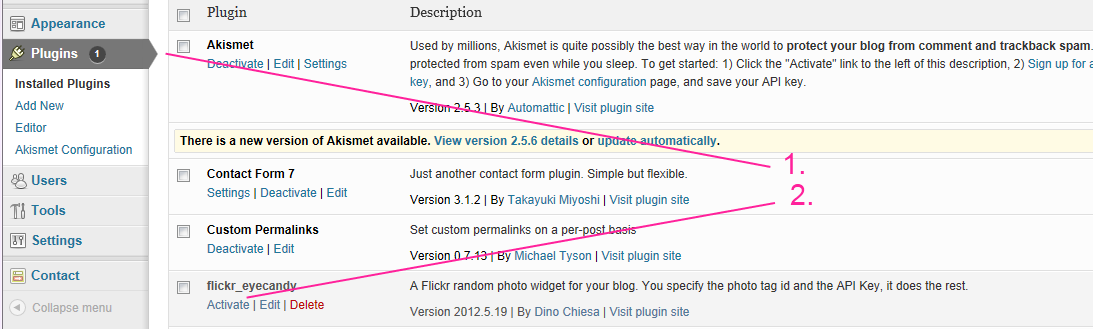 Appearance
Plugins 1
Installed Plugins
Add New
Editor
Akismet Configuration
Users
Tools
Settings
Contact
Collapse menu
Plugin Description
Akismet
Deactivate | Edit | Settings
Used by millions, Akismet is quite possibly the best way in the world to protect your blog from comment and trackback spam.
protected from spam even while you sleep. To get started: 1) Click the "Activate" link to the left of this description, 2) Sign up for a
key, and 3) Go to your Akismet configuration page, and save your API key.
Version 2.5.3 | By Automattic | Visit plugin site
There is a new version of Akismet available. View version 2.5.6 details or update automatically.
1.
Contact Form 7
Settings | Deactivate | Edit
Just another contact form plugin. Simple but flexible.
Version 3.1.2 | By Takayuki Miyoshi | Visit plugin site
2.
Custom Permalinks
Deactivate | Edit
Set custom permalinks on a per-post basis
Version 0.7.13 | By Michael Tyson | Visit plugin site
flickr_eyecandy
Activate | Edit | Delete
A Flickr random photo widget for your blog. You specify the photo tag id and the API Key, it does the rest.
Version 2012.5.19 | By Dino Chiesa | Visit plugin site